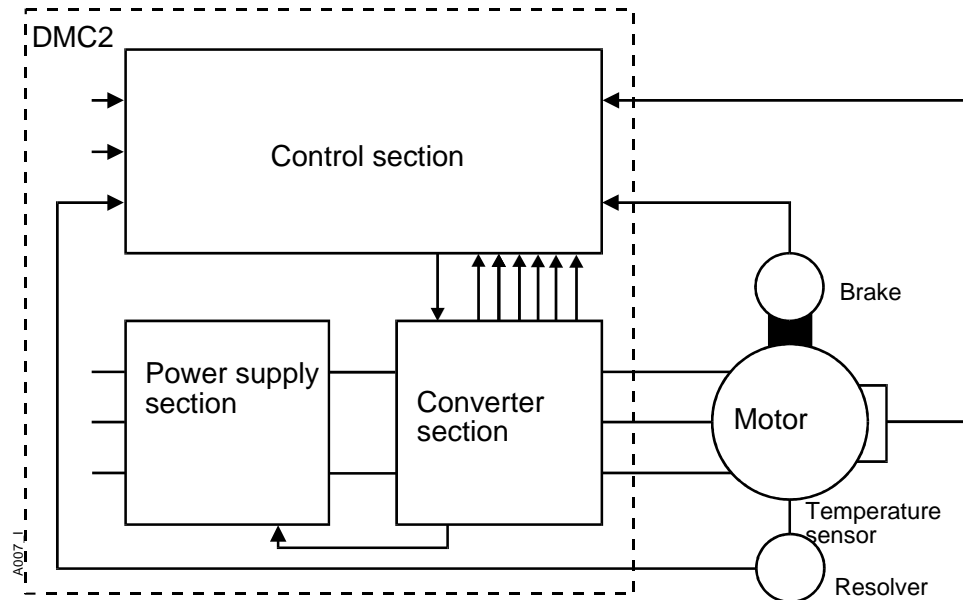 DMC2
Control section
Brake
Power supply
section
Converter
section
Motor
Temperature
sensor
Resolver
A007_I